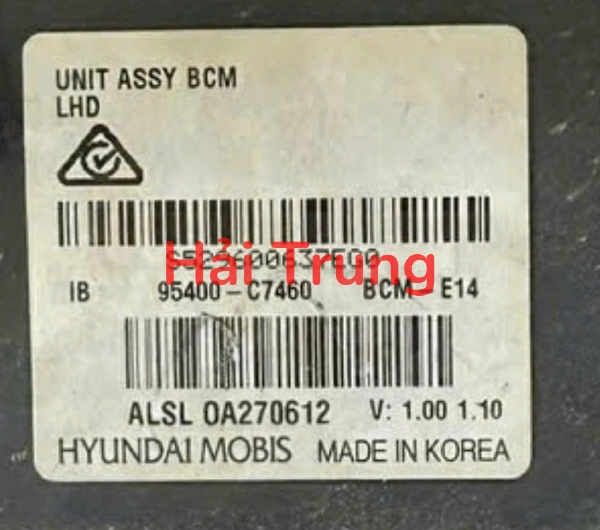 UNIT ASSY BCM
LHD
Hải Trung
IB 95400-C7460 BCM E14
ALSL 0A270612 V: 1.00 1.10
HYUNDAI MOBIS MADE IN KOREA